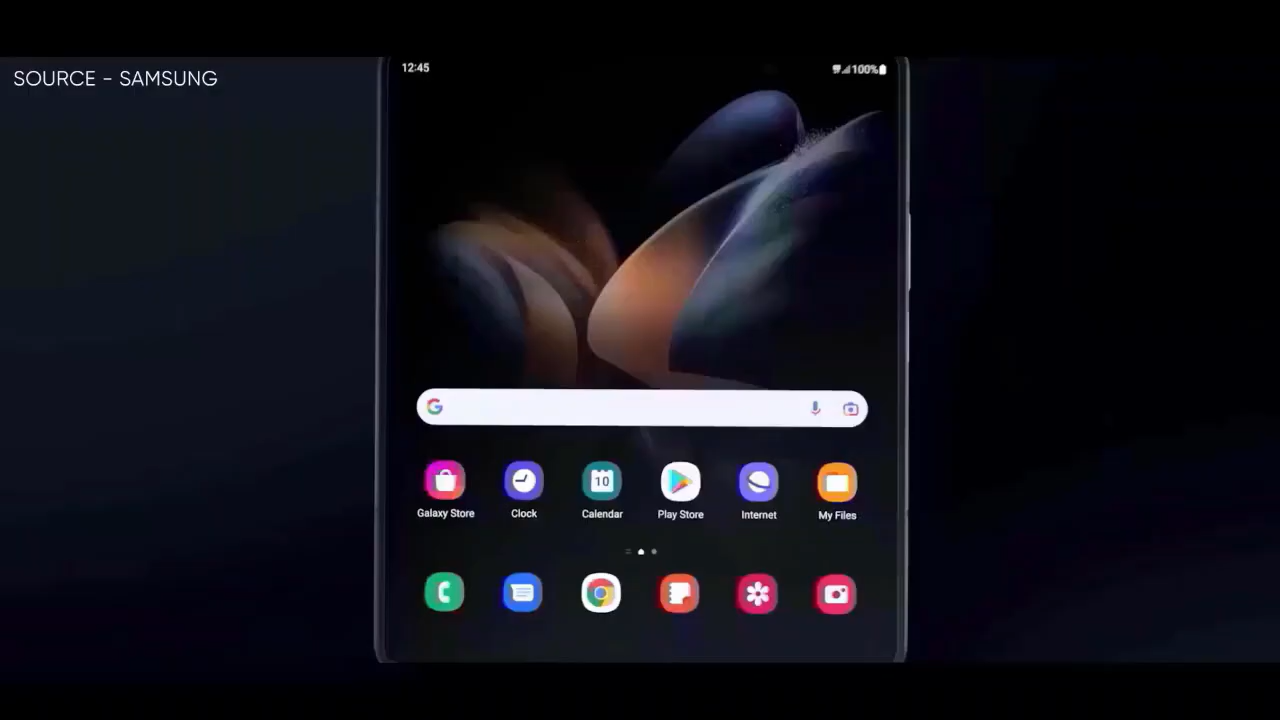 12:45
100%
SOURCE - SAMSUNG
G
10
Galaxy Store
Clock
Calendar
Play Store
Internet
My Files